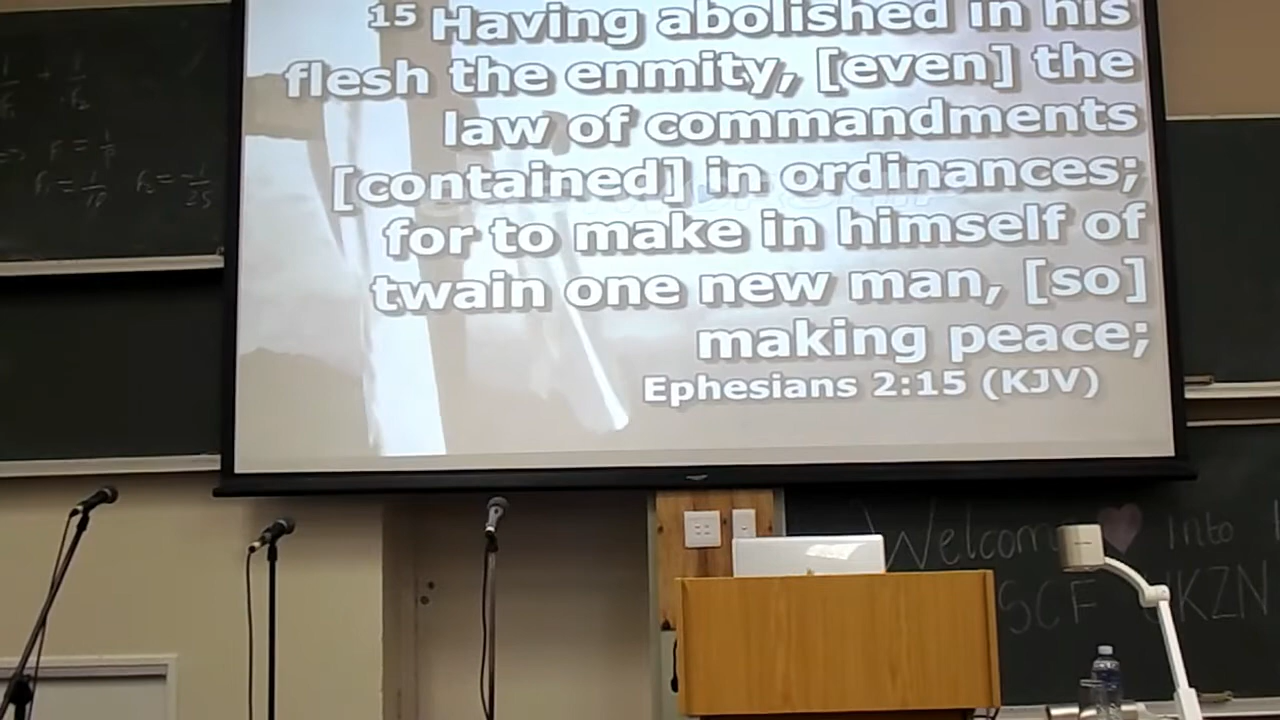 15 Having abolished in his
flesh the enmity, [even] the
law of commandments
[contained] in ordinances;
for to make in himself of
twain one new man, [so]
making peace;
Ephesians 2:15 (KJV)
Welcom
into
SCF UKZN